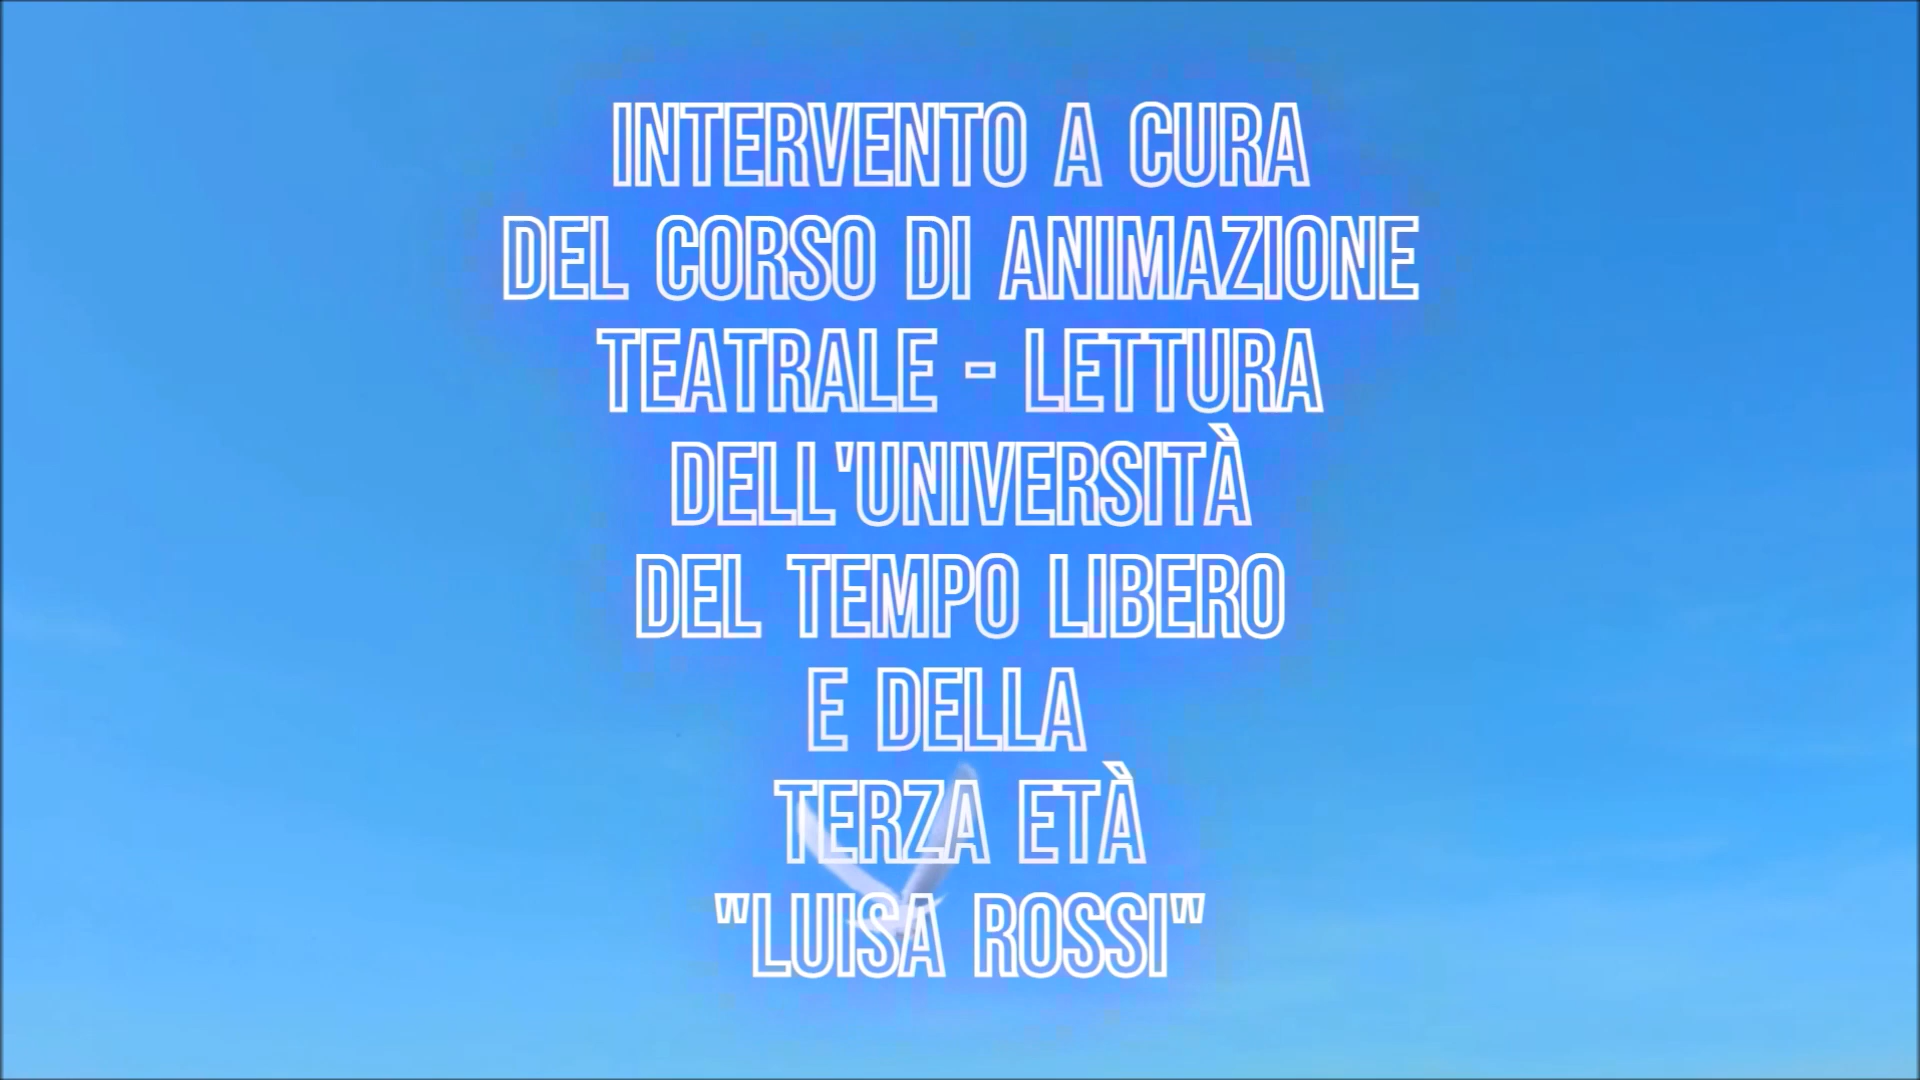 INTERVENTO A CURA
DEL CORSO DI ANIMAZIONE
TEATRALE - LETTURA
DELL'UNIVERSITÀ
DEL TEMPO LIBERO
E DELLA
TERZA ETÀ
"LUISA ROSSI"